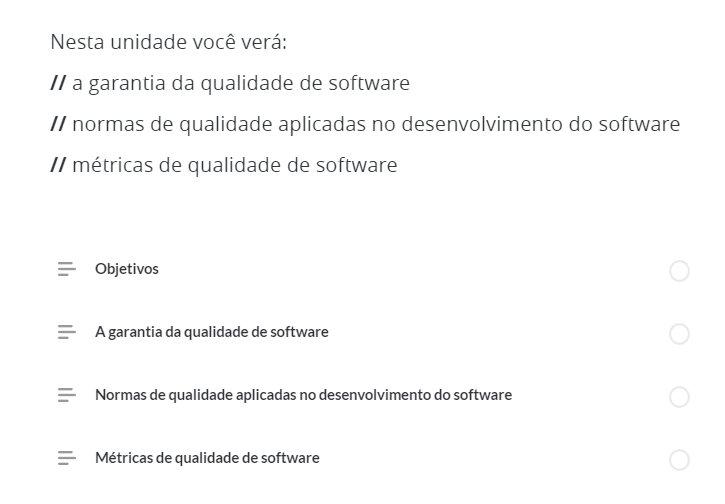 Nesta unidade você verá:
// a garantia da qualidade de software
// normas de qualidade aplicadas no desenvolvimento do software
// métricas de qualidade de software
Objetivos
A garantia da qualidade de software
Normas de qualidade aplicadas no desenvolvimento do software
Métricas de qualidade de software